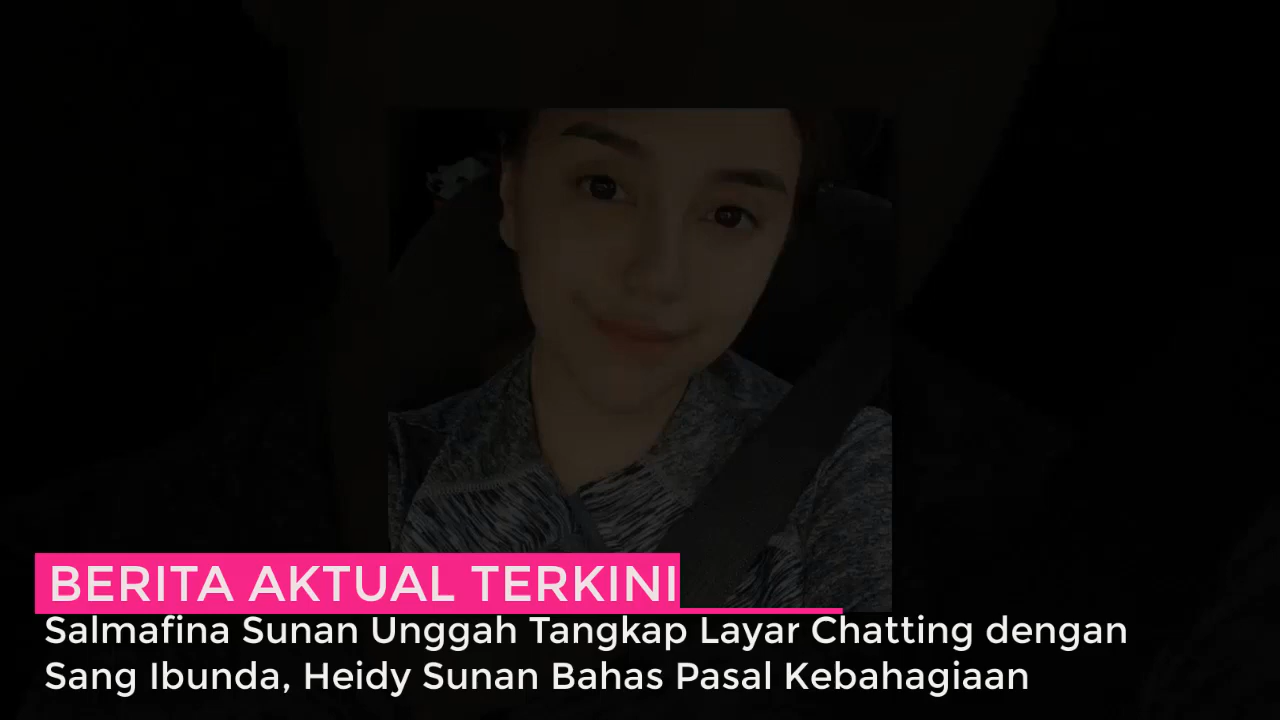 BERITA AKTUAL TERKINI
Salmafina Sunan Unggah Tangkap Layar Chatting dengan
Sang Ibunda, Heidy Sunan Bahas Pasal Kebahagiaan